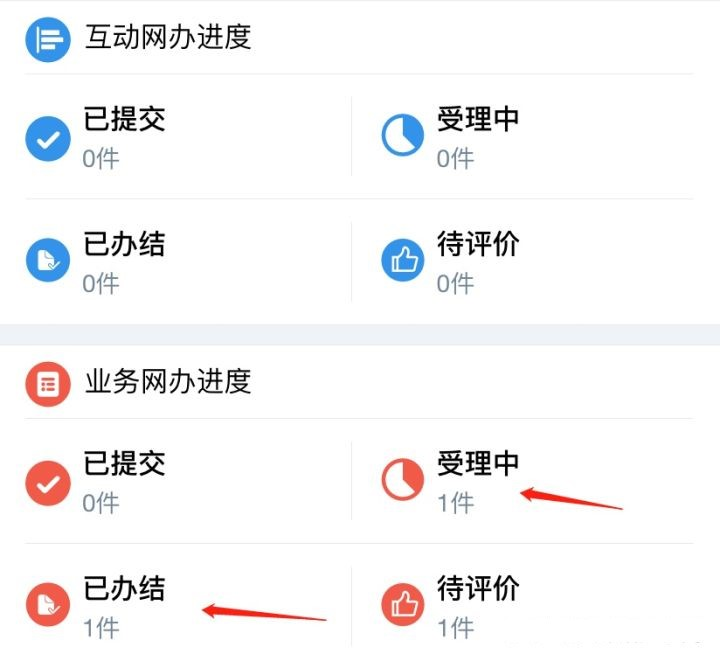 互动网办进度
已提交
0件
受理中
0件
已办结
0件
待评价
0件
业务网办进度
已提交
0件
受理中
1件
已办结
1件
待评价
1件